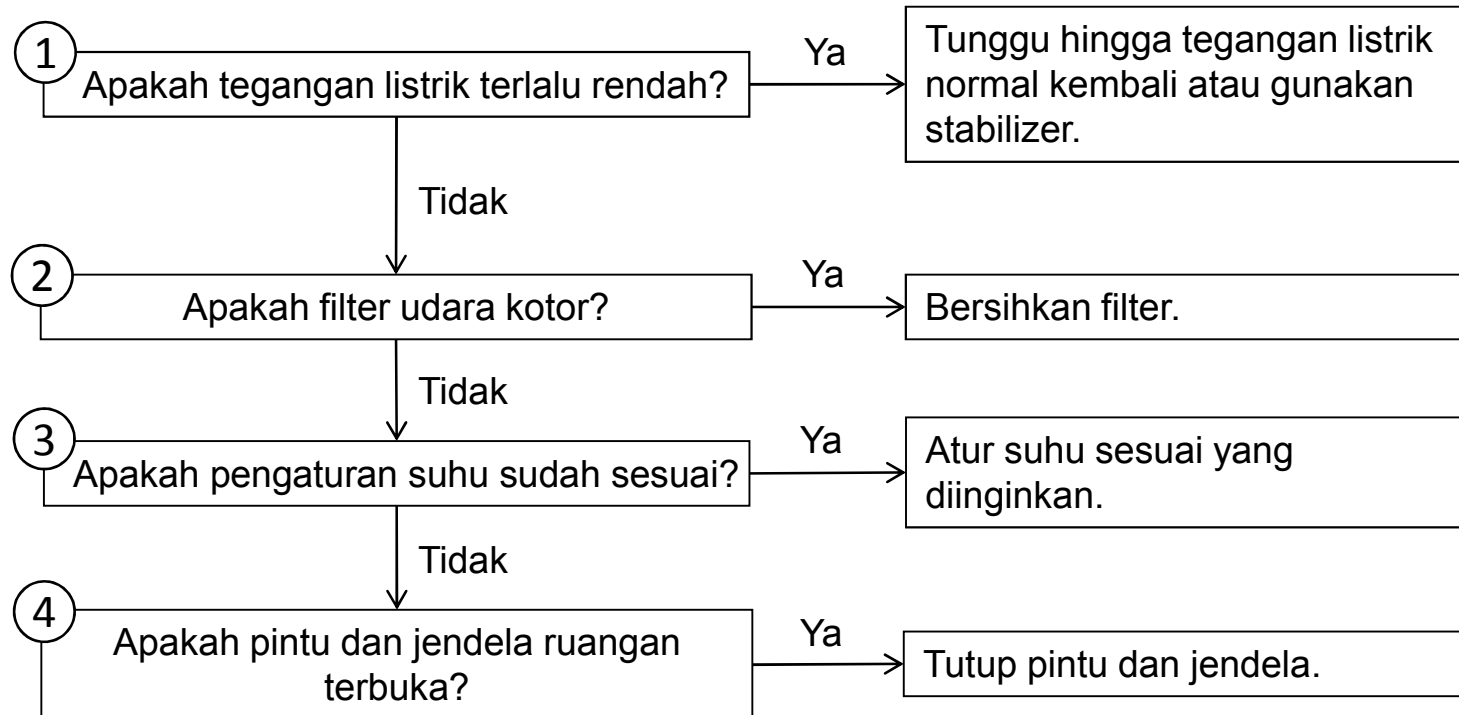 1
Apakah tegangan listrik terlalu rendah?
Ya
Tunggu hingga tegangan listrik
normal kembali atau gunakan
stabilizer.
Tidak
2
Apakah filter udara kotor?
Ya
Bersihkan filter.
Tidak
3
Apakah pengaturan suhu sudah sesuai?
Ya
Atur suhu sesuai yang
diinginkan.
Tidak
4
Apakah pintu dan jendela ruangan
terbuka?
Ya
Tutup pintu dan jendela.